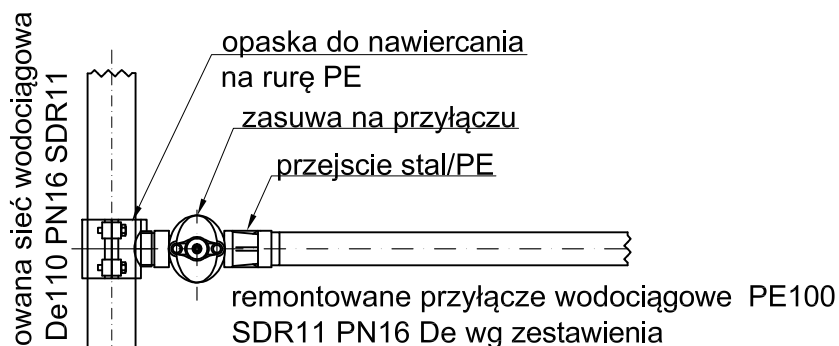 opaska do nawiercania
na rurę PE
zasuwa na przyłączu
przejscie stal/PE
owana sieć wodociągowa
De110 PN16 SDR11
remontowane przyłącze wodociągowe PE100
SDR11 PN16 De wg zestawienia